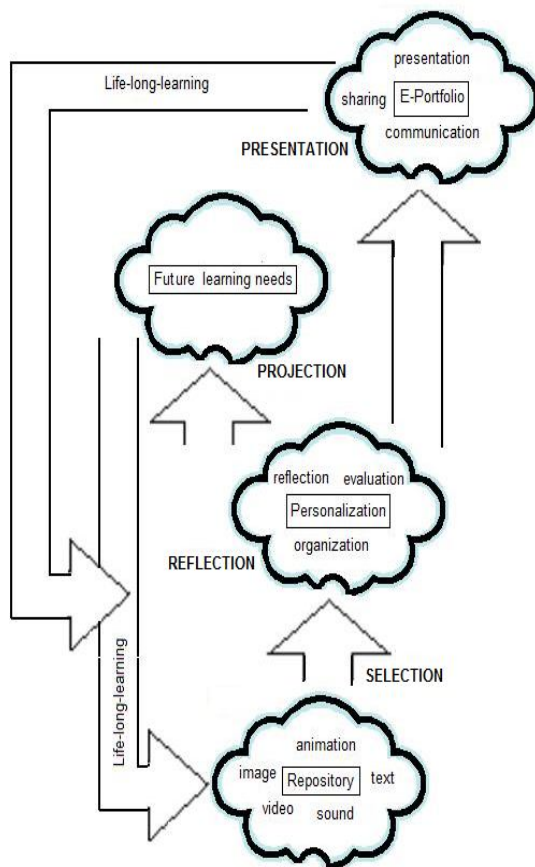 presentation
Life-long-learning
sharing E-Portfolio
communication
PRESENTATION
Future learning needs
PROJECTION
reflection evaluation
Personalization
organization
REFLECTION
SELECTION
Life-long-learning
animation
image Repository text
video sound